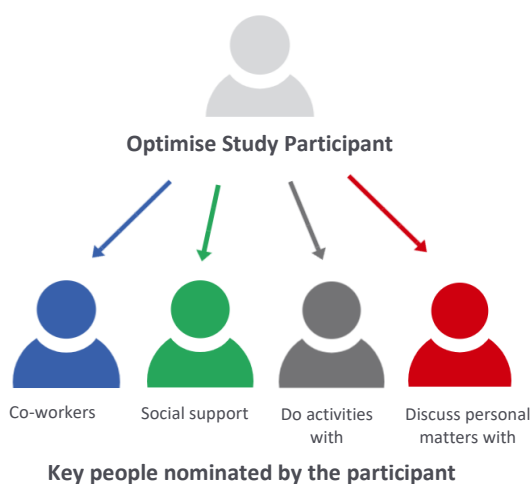 Optimise Study Participant
Co-workers
Social support
Do activities
with
Discuss personal
matters with
Key people nominated by the participant